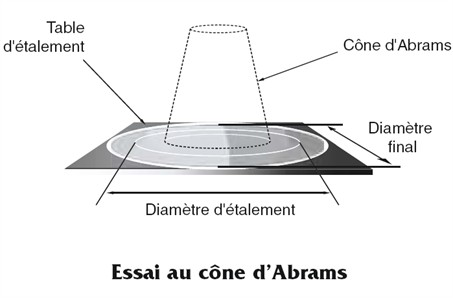 Table
d'étalement
Cône d'Abrams
Diamètre
final
Diamètre d'étalement
Essai au cône d'Abrams